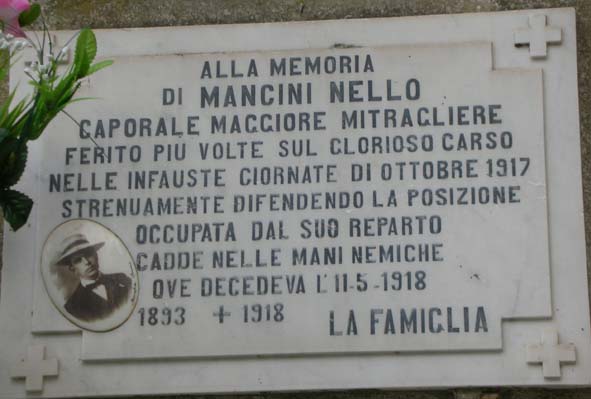 ALLA MEMORIA
DI MANCINI NELLO
CAPORALE MAGGIORE MITRAGLIERE
FERITO PIU VOLTE SUL GLORIOSO CARSO
NELLE INFAUSTE GIORNATE DI OTTOBRE 1917
STRENUAMENTE DIFENDENDO LA POSIZIONE
OCCUPATA DAL SUO REPARTO
CADDE NELLE MANI NEMICHE
OVE DECEDEVA L'11-5-1918
1893 + 1918
LA FAMIGLIA